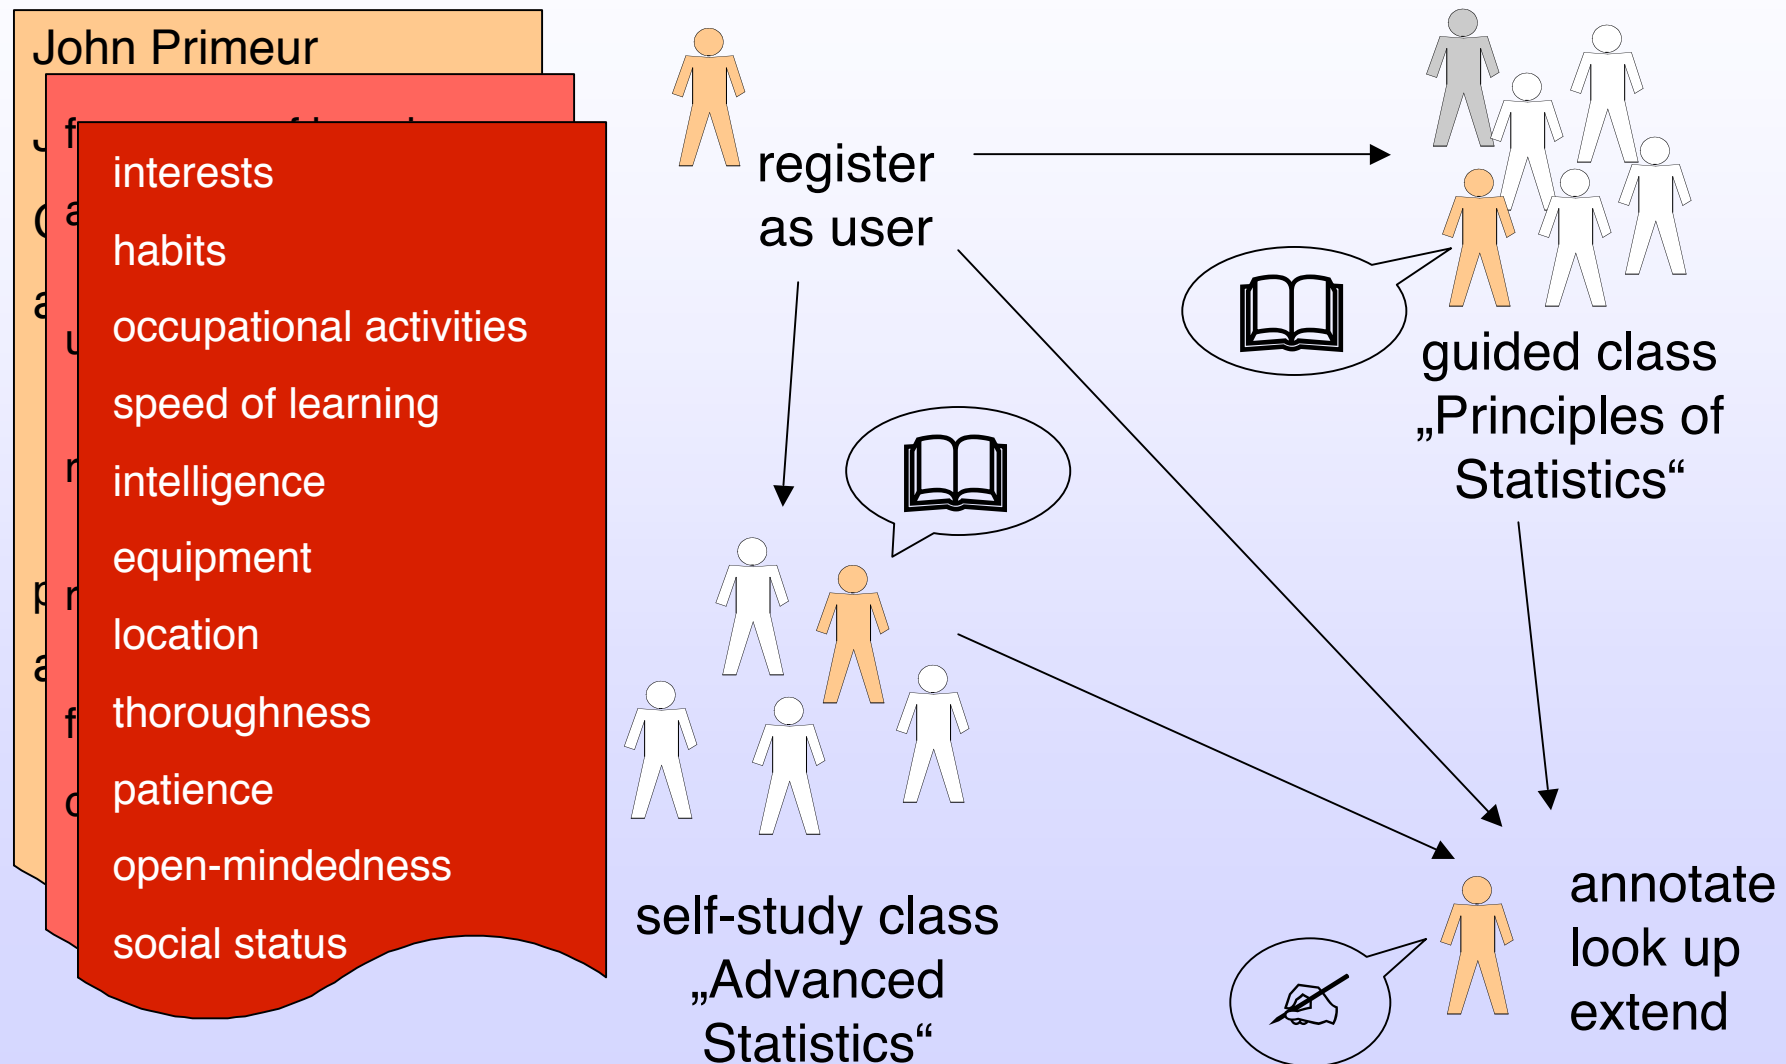 John Primeur
interests
habits
occupational activities
speed of learning
intelligence
equipment
location
thoroughness
patience
open-mindedness
social status
register
as user
guided class
„Principles of
Statistics“
self-study class
„Advanced
Statistics“
annotate
look up
extend